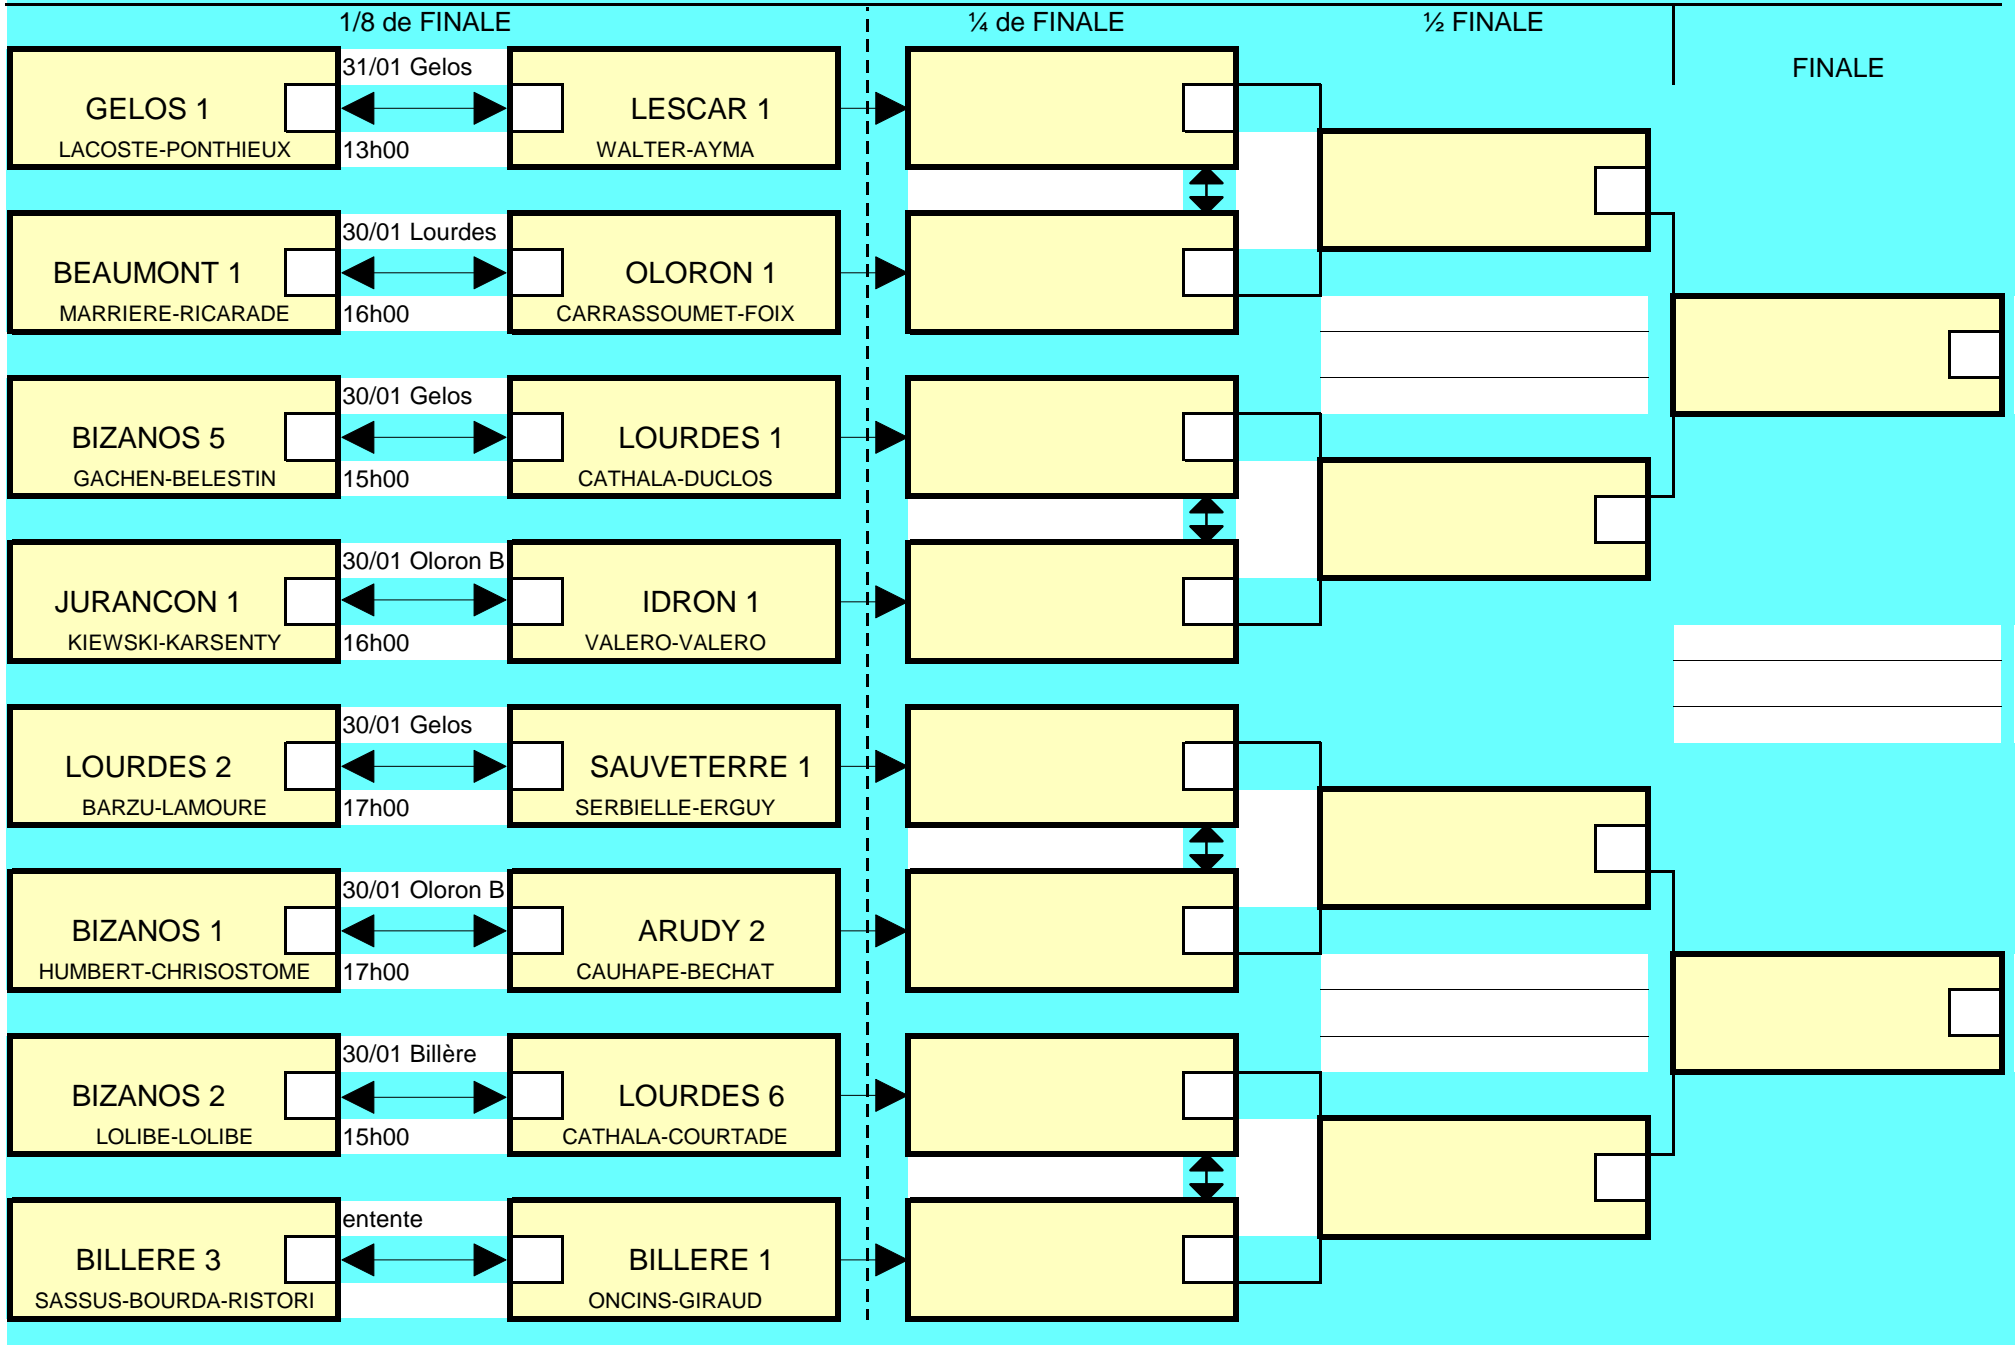 1/8 de FINALE
¼ de FINALE
½ FINALE
FINALE
31/01 Gelos
GELOS 1
LESCAR 1
LACOSTE-PONTHIEUX
13h00
WALTER-AYMA
30/01 Lourdes
BEAUMONT 1
OLORON 1
MARRIERE-RICARADE
16h00
CARRASSOUMET-FOIX
30/01 Gelos
BIZANOS 5
LOURDES 1
GACHEN-BELESTIN
15h00
CATHALA-DUCLOS
30/01 Oloron B
JURANCON 1
IDRON 1
KIEWSKI-KARSENTY
16h00
VALERO-VALERO
30/01 Gelos
LOURDES 2
SAUVETERRE 1
BARZU-LAMOURE
17h00
SERBIELLE-ERGUY
30/01 Oloron B
BIZANOS 1
ARUDY 2
HUMBERT-CHRISOSTOME
17h00
CAUHAPE-BECHAT
30/01 Billère
BIZANOS 2
LOURDES 6
LOLIBE-LOLIBE
15h00
CATHALA-COURTADE
entente
BILLERE 3
BILLERE 1
SASSUS-BOURDA-RISTORI
ONCINS-GIRAUD